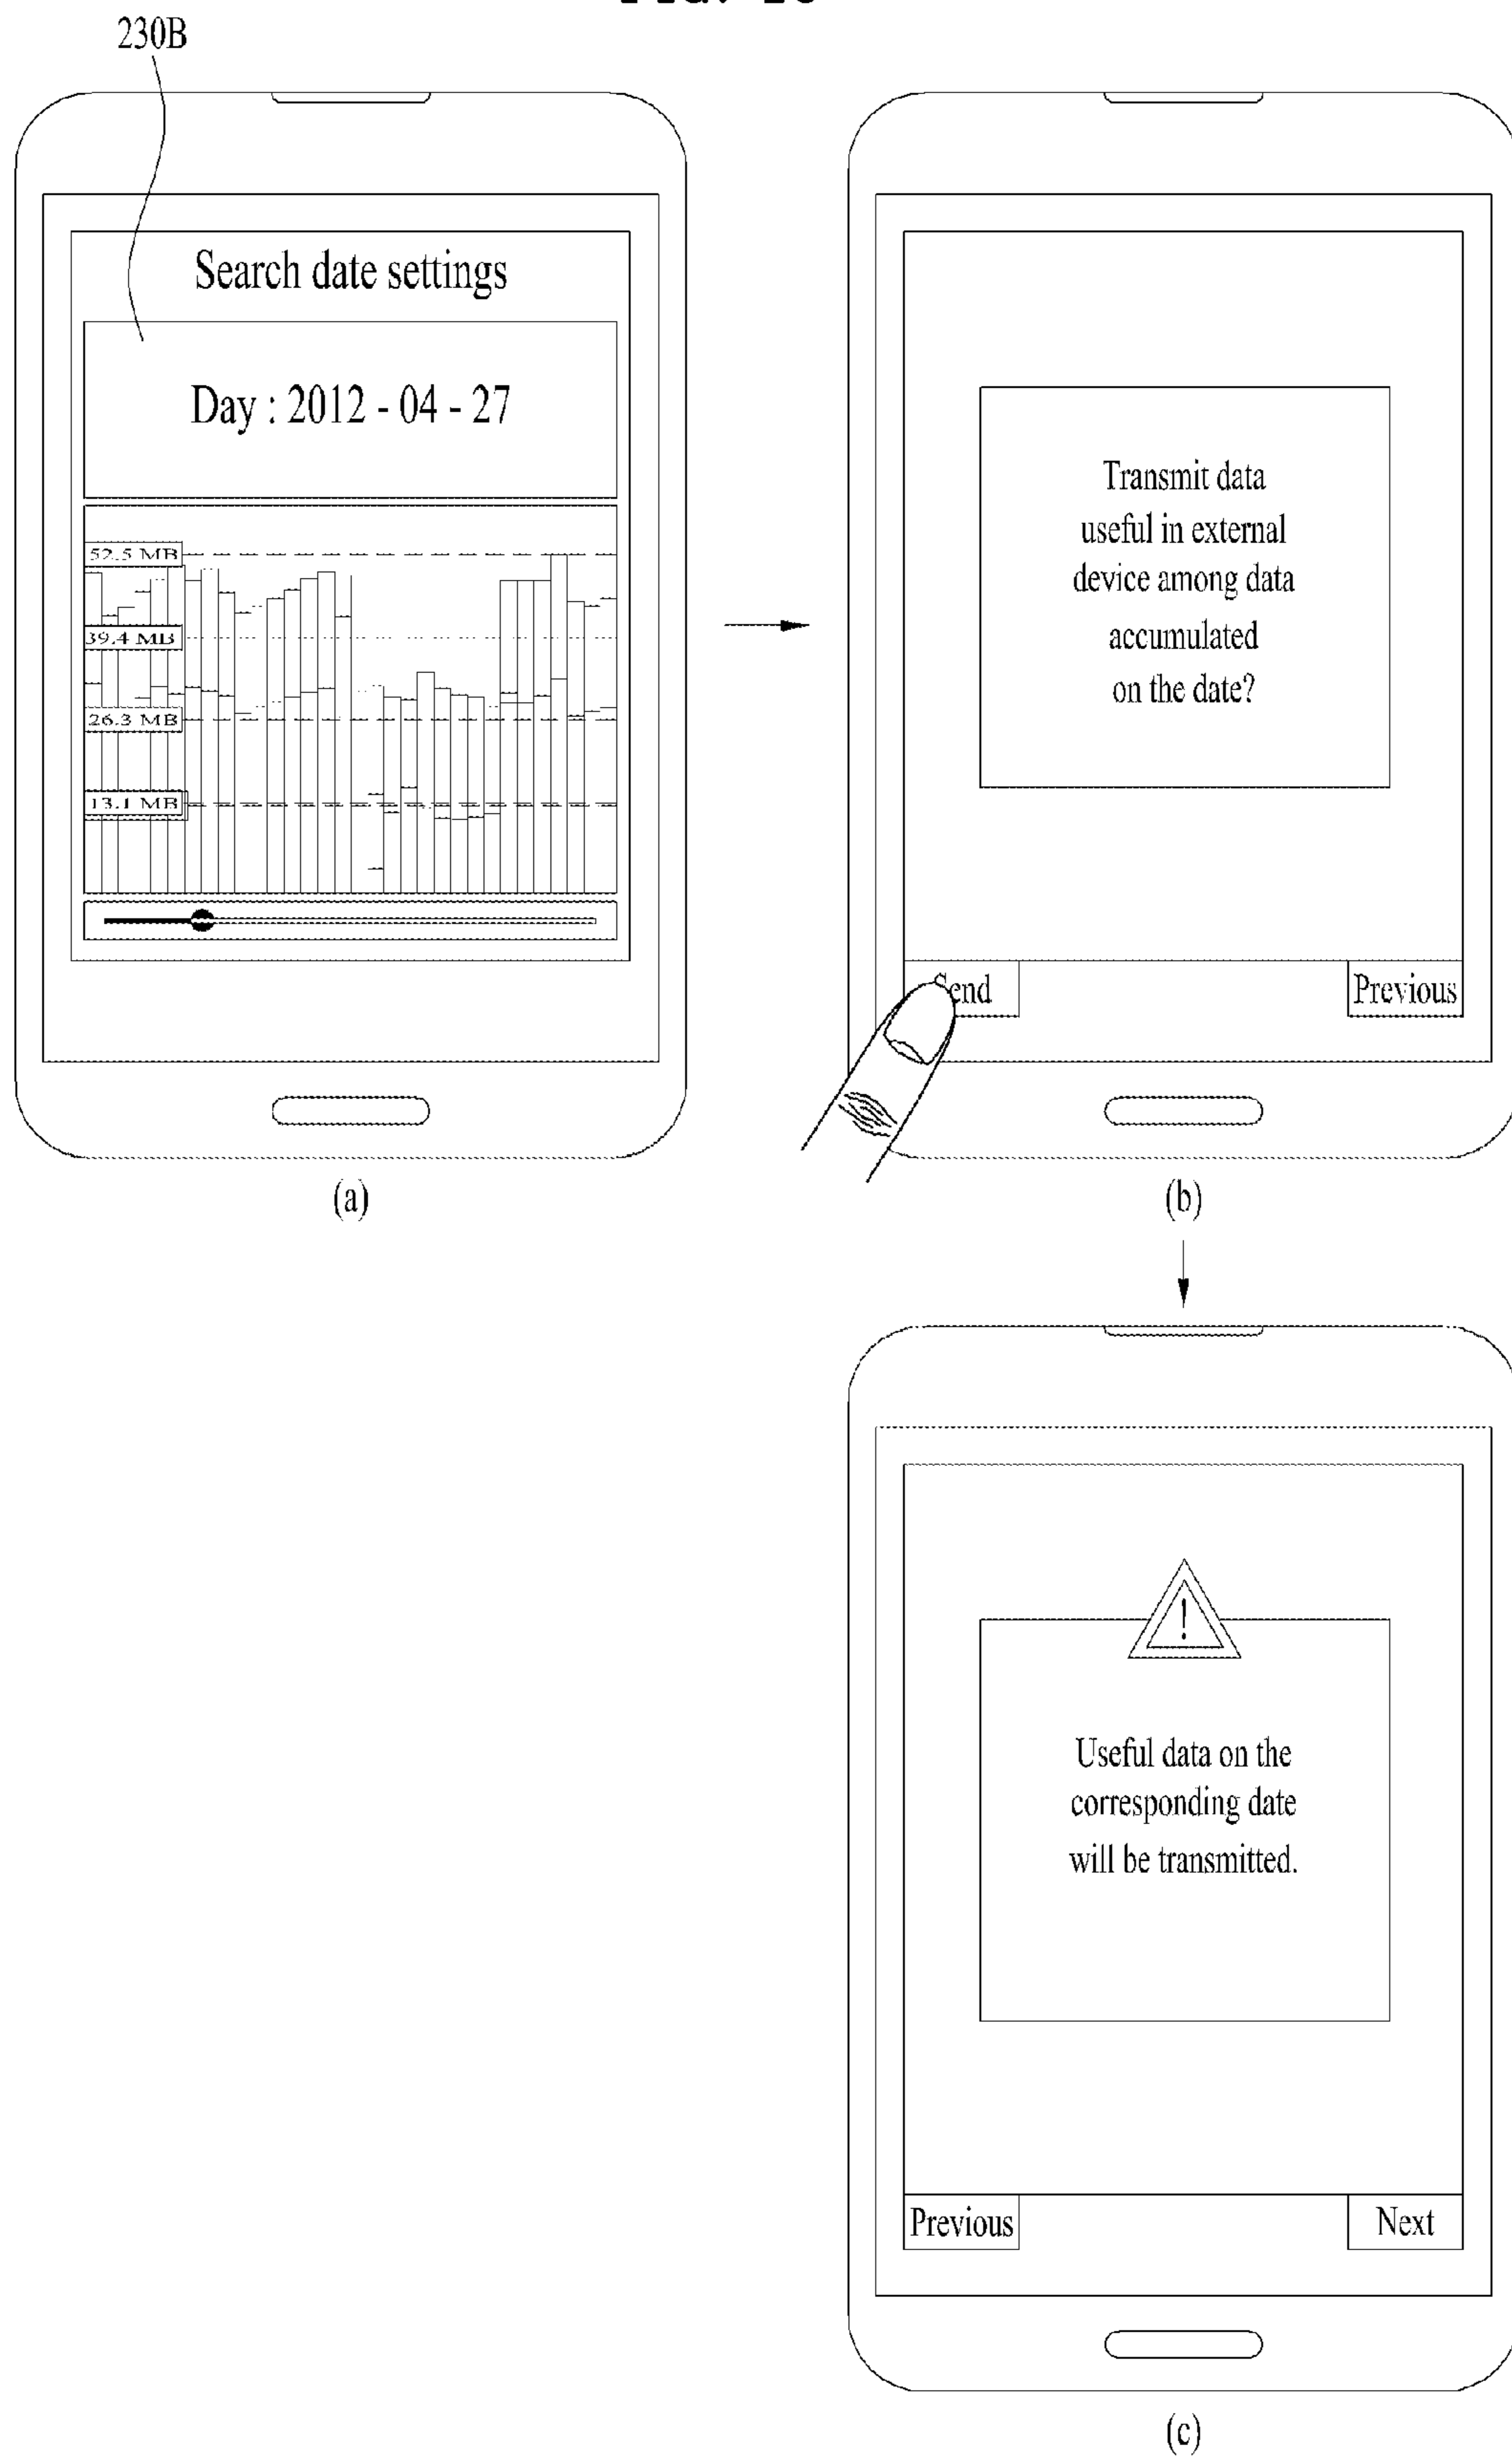 230B
Search date settings
Day : 2012 - 04 - 27
52.5 MB
39.4 MB
26.3 MB
13.1 MB
(a)
Transmit data
useful in external
device among data
accumulated
on the date?
Send
Previous
(b)
!
Useful data on the
corresponding date
will be transmitted.
Previous
Next
(c)